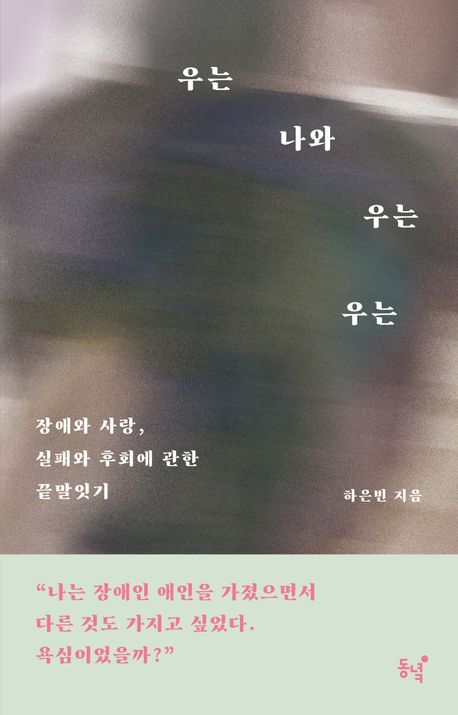 우는
나와
우는
우는
장애와 사랑,
실패와 후회에 관한
끝말잇기
하은빈 지음
“나는 장애인 애인을 가졌으면서
다른 것도 가지고 싶었다.
욕심이었을까?”
동녘